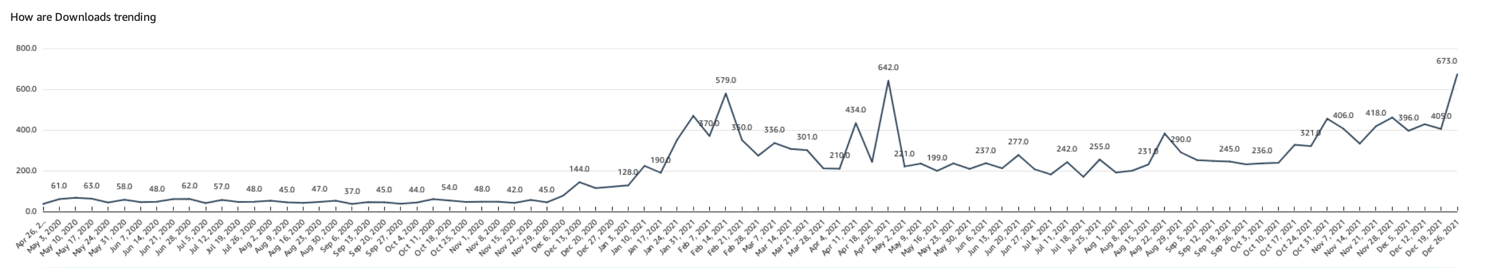 How are Downloads trending
800.0
600.0
400.0
200.0
0.0
61.0 63.0 58.0 48.0 62.0 57.0 48.0 45.0 47.0 37.0 45.0 44.0 54.0 48.0 42.0 45.0 144.0 128.0 190.0 370.0 579.0 350.0 336.0 301.0 210.0 434.0 642.0 221.0 199.0 237.0 277.0 242.0 255.0 231.0 290.0 245.0 236.0 321.0 406.0 418.0 396.0 405.0 673.0
Apr 26, 2...
May 3, 2020
May 10, 2020
May 17, 2020
May 24, 2020
May 31, 2020
Jun 7, 2020
Jun 14, 2020
Jun 21, 2020
Jun 28, 2020
Jul 5, 2020
Jul 12, 2020
Jul 19, 2020
Jul 26, 2020
Aug 2, 2020
Aug 9, 2020
Aug 16, 2020
Aug 23, 2020
Aug 30, 2020
Sep 6, 2020
Sep 13, 2020
Sep 20, 2020
Sep 27, 2020
Oct 4, 2020
Oct 11, 2020
Oct 18, 2020
Oct 25, 2020
Nov 1, 2020
Nov 8, 2020
Nov 15, 2020
Nov 22, 2020
Nov 29, 2020
Dec 6, 2020
Dec 13, 2020
Dec 20, 2020
Dec 27, 2020
Jan 3, 2021
Jan 10, 2021
Jan 17, 2021
Jan 24, 2021
Jan 31, 2021
Feb 7, 2021
Feb 14, 2021
Feb 21, 2021
Feb 28, 2021
Mar 7, 2021
Mar 14, 2021
Mar 21, 2021
Mar 28, 2021
Apr 4, 2021
Apr 11, 2021
Apr 18, 2021
Apr 25, 2021
May 2, 2021
May 9, 2021
May 16, 2021
May 23, 2021
May 30, 2021
Jun 6, 2021
Jun 13, 2021
Jun 20, 2021
Jun 27, 2021
Jul 4, 2021
Jul 11, 2021
Jul 18, 2021
Jul 25, 2021
Aug 1, 2021
Aug 8, 2021
Aug 15, 2021
Aug 22, 2021
Aug 29, 2021
Sep 5, 2021
Sep 12, 2021
Sep 19, 2021
Sep 26, 2021
Oct 3, 2021
Oct 10, 2021
Oct 17, 2021
Oct 24, 2021
Oct 31, 2021
Nov 7, 2021
Nov 14, 2021
Nov 21, 2021
Nov 28, 2021
Dec 5, 2021
Dec 12, 2021
Dec 19, 2021
Dec 26, 2021